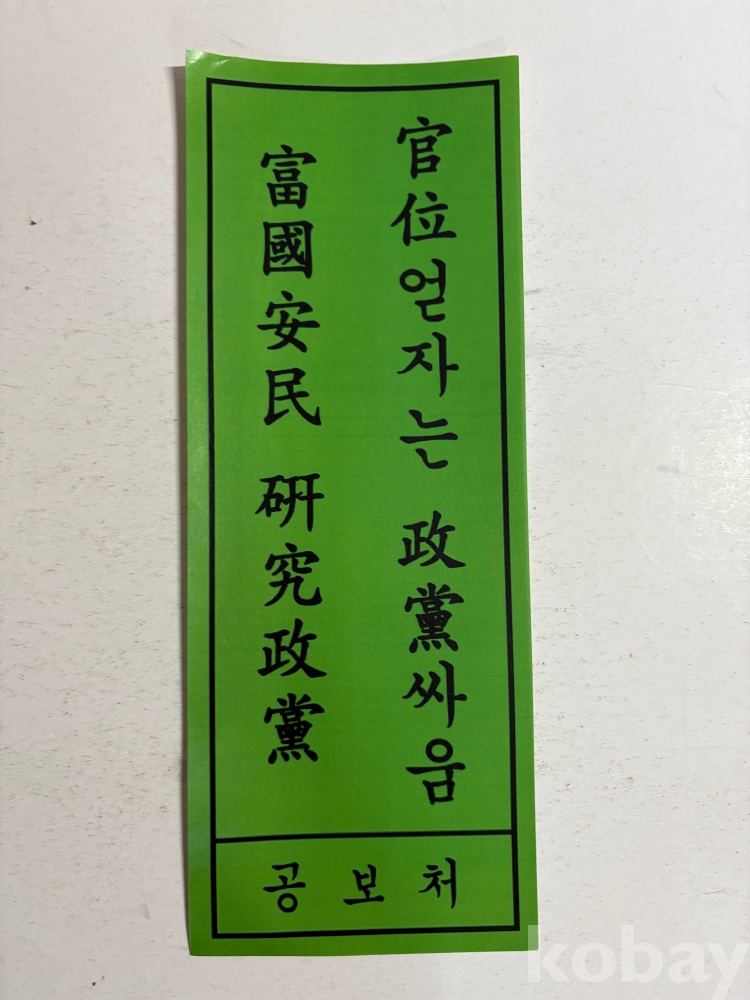 官位얻자는 政黨싸움
富國安民 硏究政黨
공보처
kobay